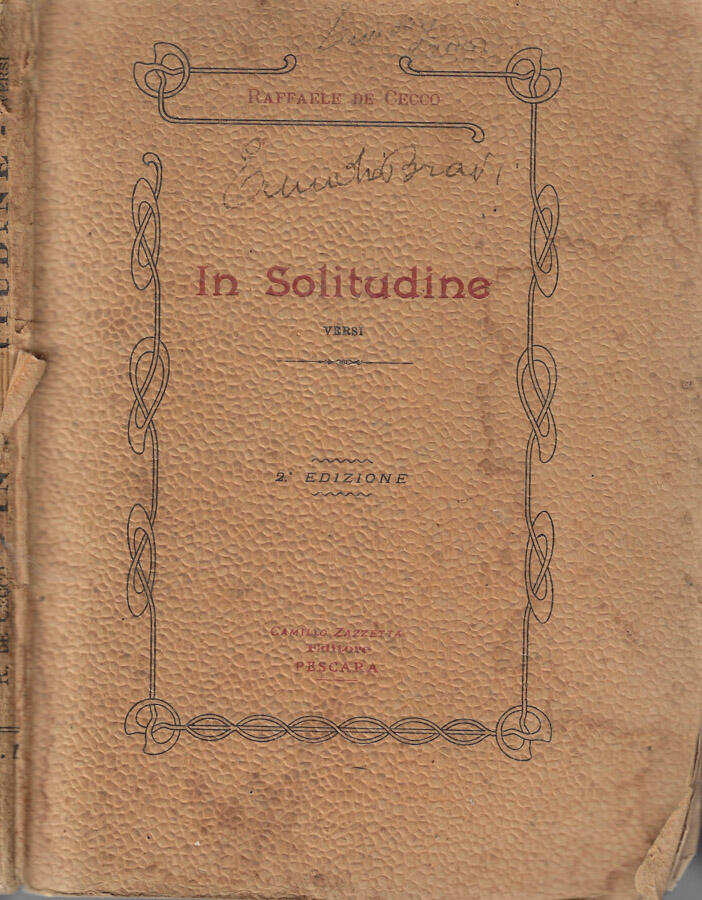 RAFFAELE DE CECCO
In Solitudine
VERSI
2.ª EDIZIONE
CAMILLO ZAZZETTA
Editore
PESCARA